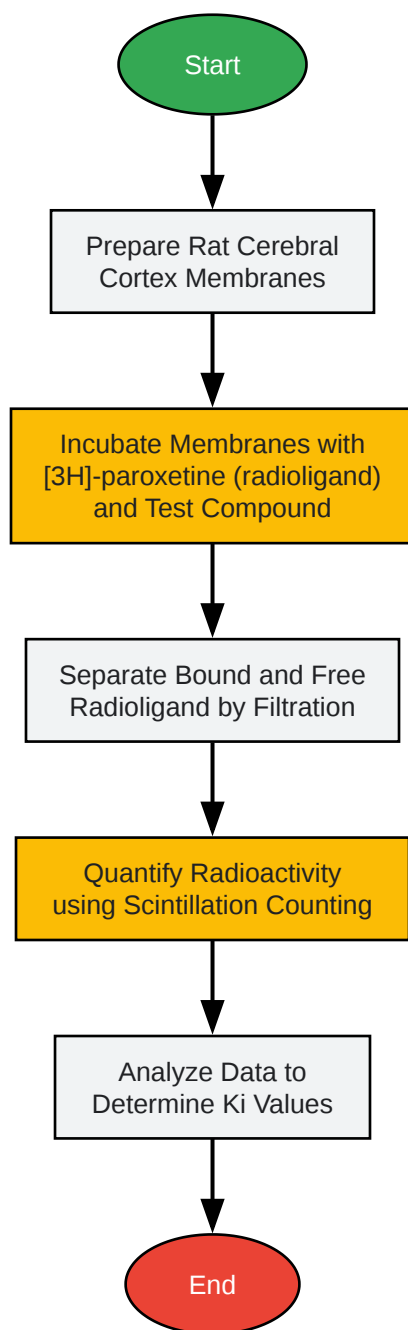 Start
Prepare Rat Cerebral
Cortex Membranes
Incubate Membranes with
[3H]-paroxetine (radioligand)
and Test Compound
Separate Bound and Free
Radioligand by Filtration
Quantify Radioactivity
using Scintillation Counting
Analyze Data to
Determine Ki Values
End